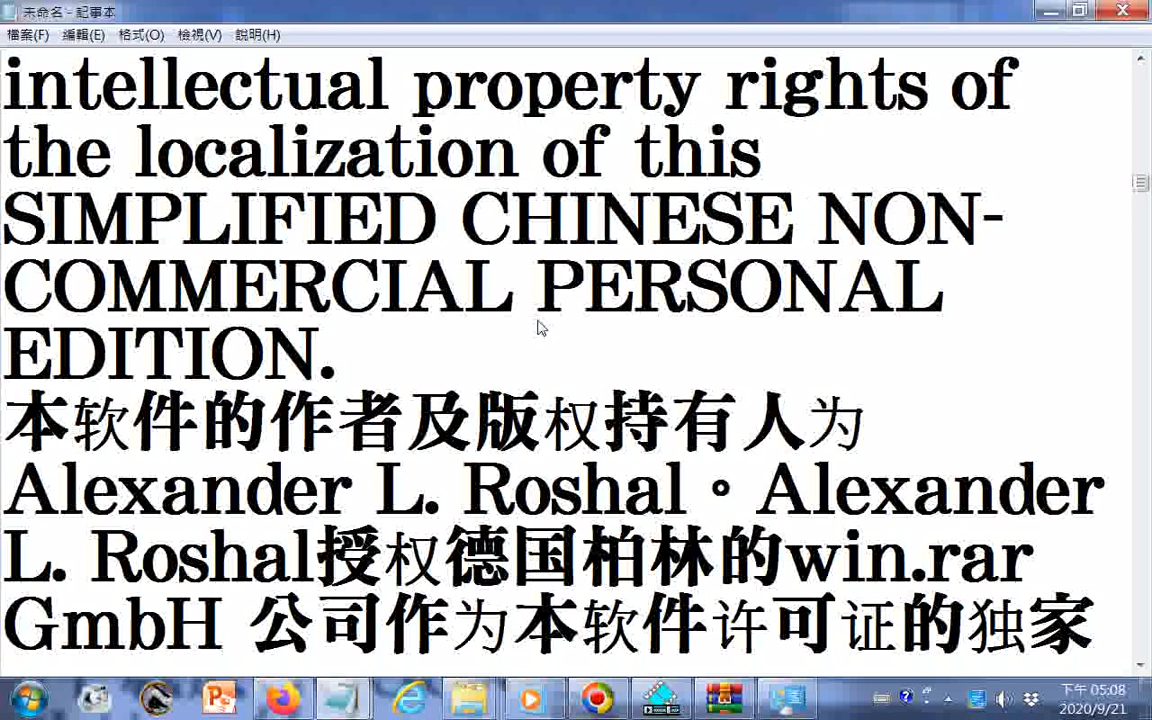 未命名 - 記事本
檔案(F) 編輯(E) 格式(O) 檢視(V) 說明(H)
intellectual property rights of
the localization of this
SIMPLIFIED CHINESE NON-
COMMERCIAL PERSONAL
EDITION.
本软件的作者及版权持有人为
Alexander L. Roshal。Alexander
L. Roshal授权德国柏林的win.rar
GmbH 公司作为本软件许可证的独家
下午 05:08
2020/9/21